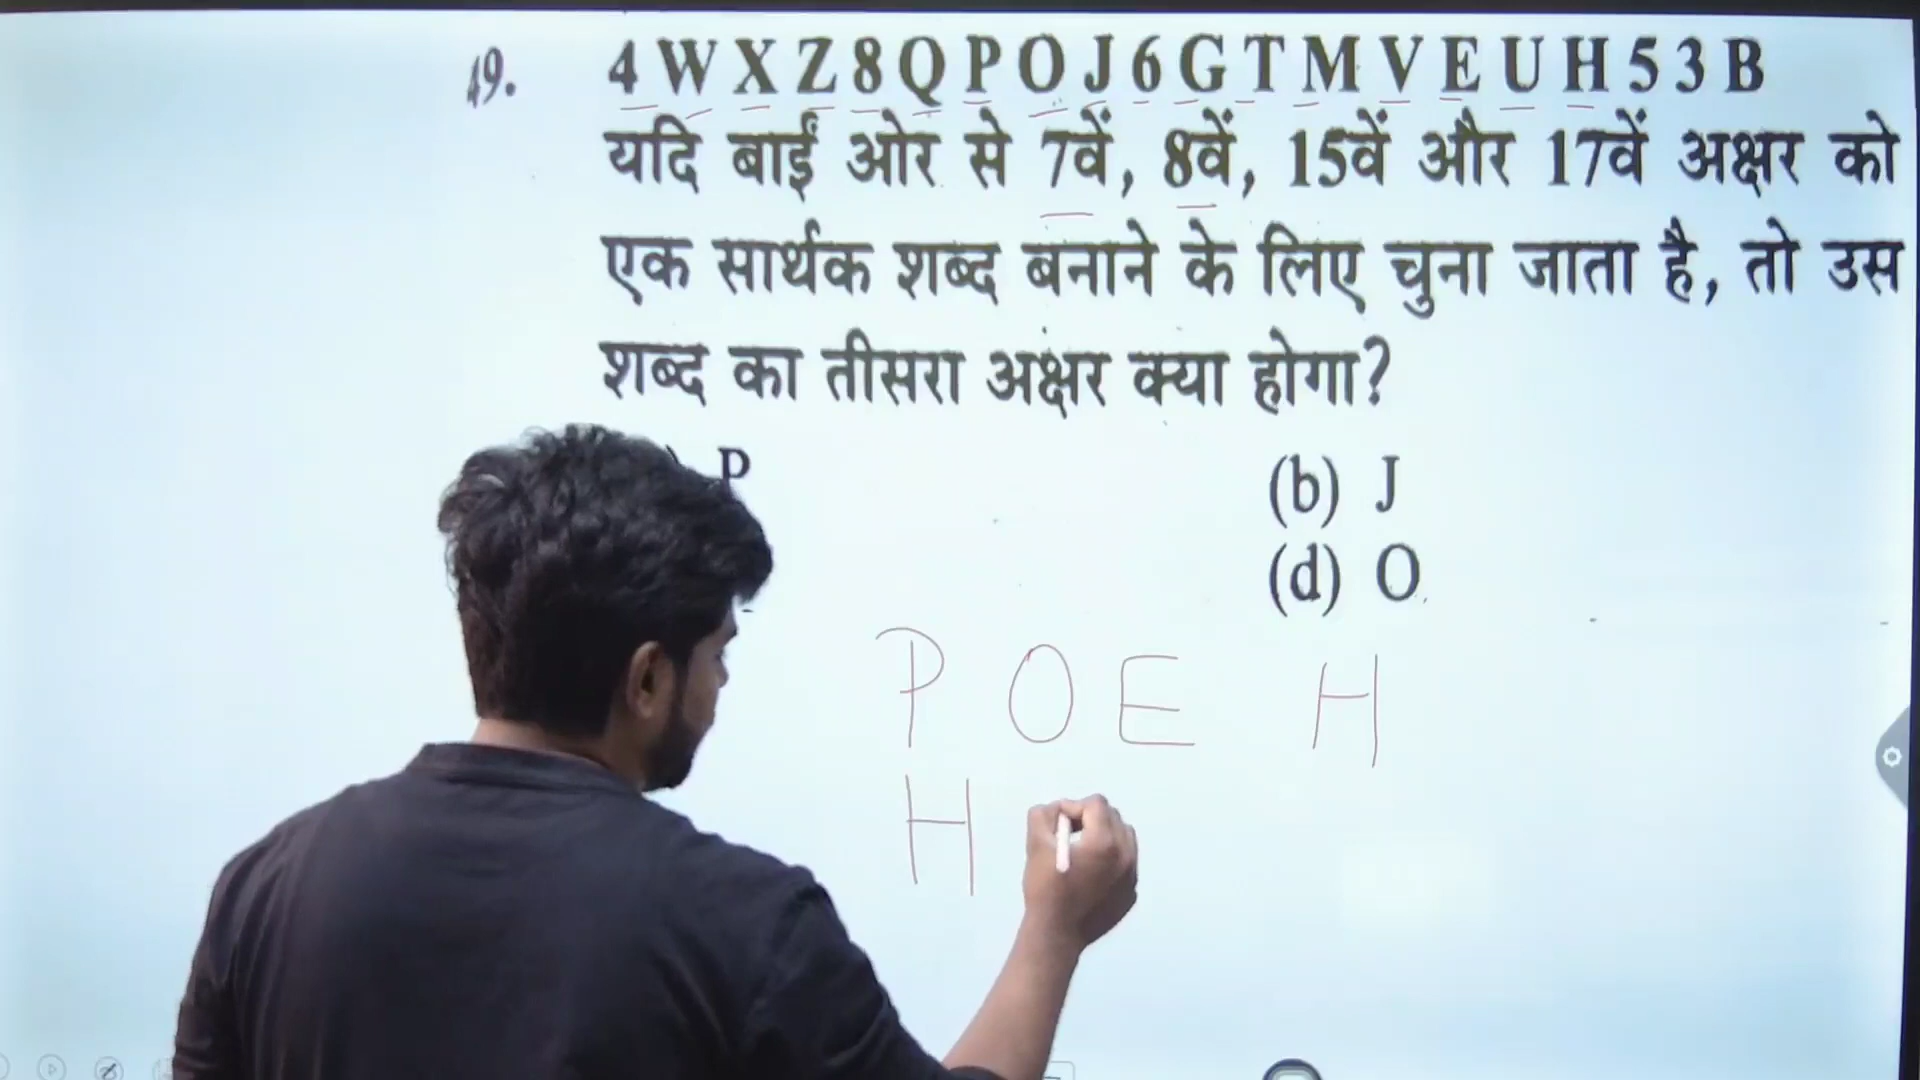 49. 4 W X Z 8 Q P O J 6 G T M V E U H 5 3 B
यदि बाईं ओर से 7वें, 8वें, 15वें और 17वें अक्षर को
एक सार्थक शब्द बनाने के लिए चुना जाता है, तो उस
शब्द का तीसरा अक्षर क्या होगा?
) P (b) J
(d) O
P O E H
H